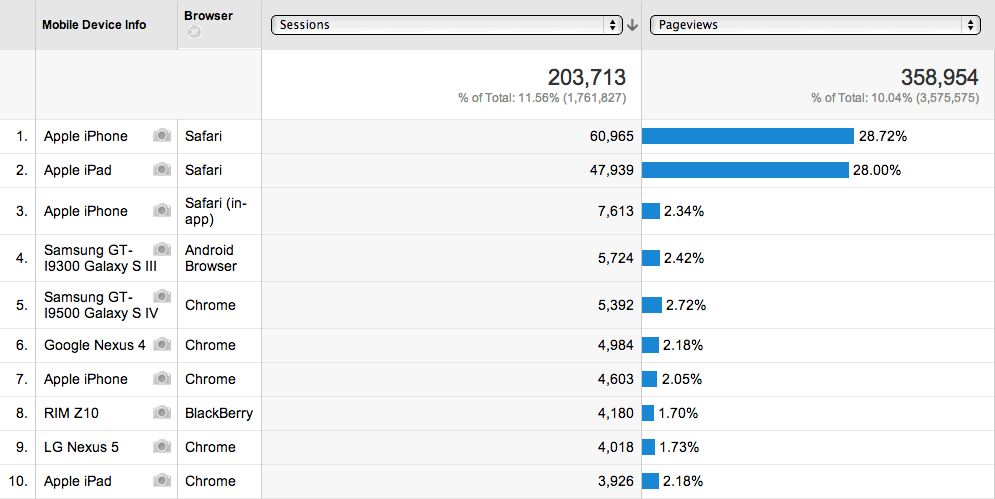 Mobile Device Info
Browser
Sessions
Pageviews
203,713
% of Total: 11.56% (1,761,827)
358,954
% of Total: 10.04% (3,575,575)
1. Apple iPhone Safari 60,965 28.72%
2. Apple iPad Safari 47,939 28.00%
3. Apple iPhone Safari (in-
app) 7,613 2.34%
4. Samsung GT-
I9300 Galaxy S III Android
Browser 5,724 2.42%
5. Samsung GT-
I9500 Galaxy S IV Chrome 5,392 2.72%
6. Google Nexus 4 Chrome 4,984 2.18%
7. Apple iPhone Chrome 4,603 2.05%
8. RIM Z10 BlackBerry 4,180 1.70%
9. LG Nexus 5 Chrome 4,018 1.73%
10. Apple iPad Chrome 3,926 2.18%